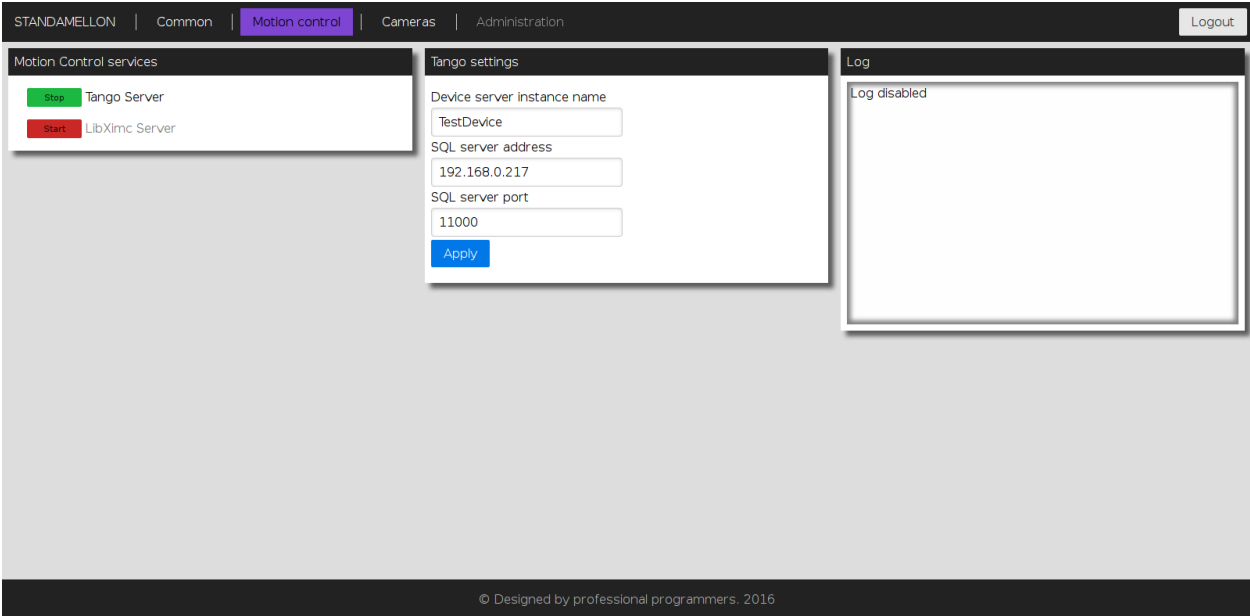 STANDAMELLON | Common | Motion control | Cameras | Administration Logout
Motion Control services
Stop Tango Server
Start LibXimc Server
Tango settings
Device server instance name
TestDevice
SQL server address
192.168.0.217
SQL server port
11000
Apply
Log
Log disabled
© Designed by professional programmers. 2016